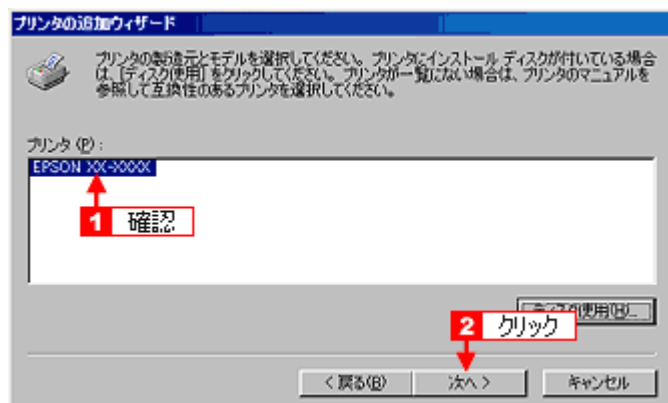 プリンタの追加ウィザード
プリンタの製造元とモデルを選択してください。プリンタにインストール ディスクが付いている場合
は、[ディスク使用] をクリックしてください。プリンタが一覧にない場合は、プリンタのマニュアルを
参照して互換性のあるプリンタを選択してください。
プリンタ (P) :
EPSON XX-XXXX
1 確認
ディスク使用(H)...
2 クリック
< 戻る(B) 次へ > キャンセル